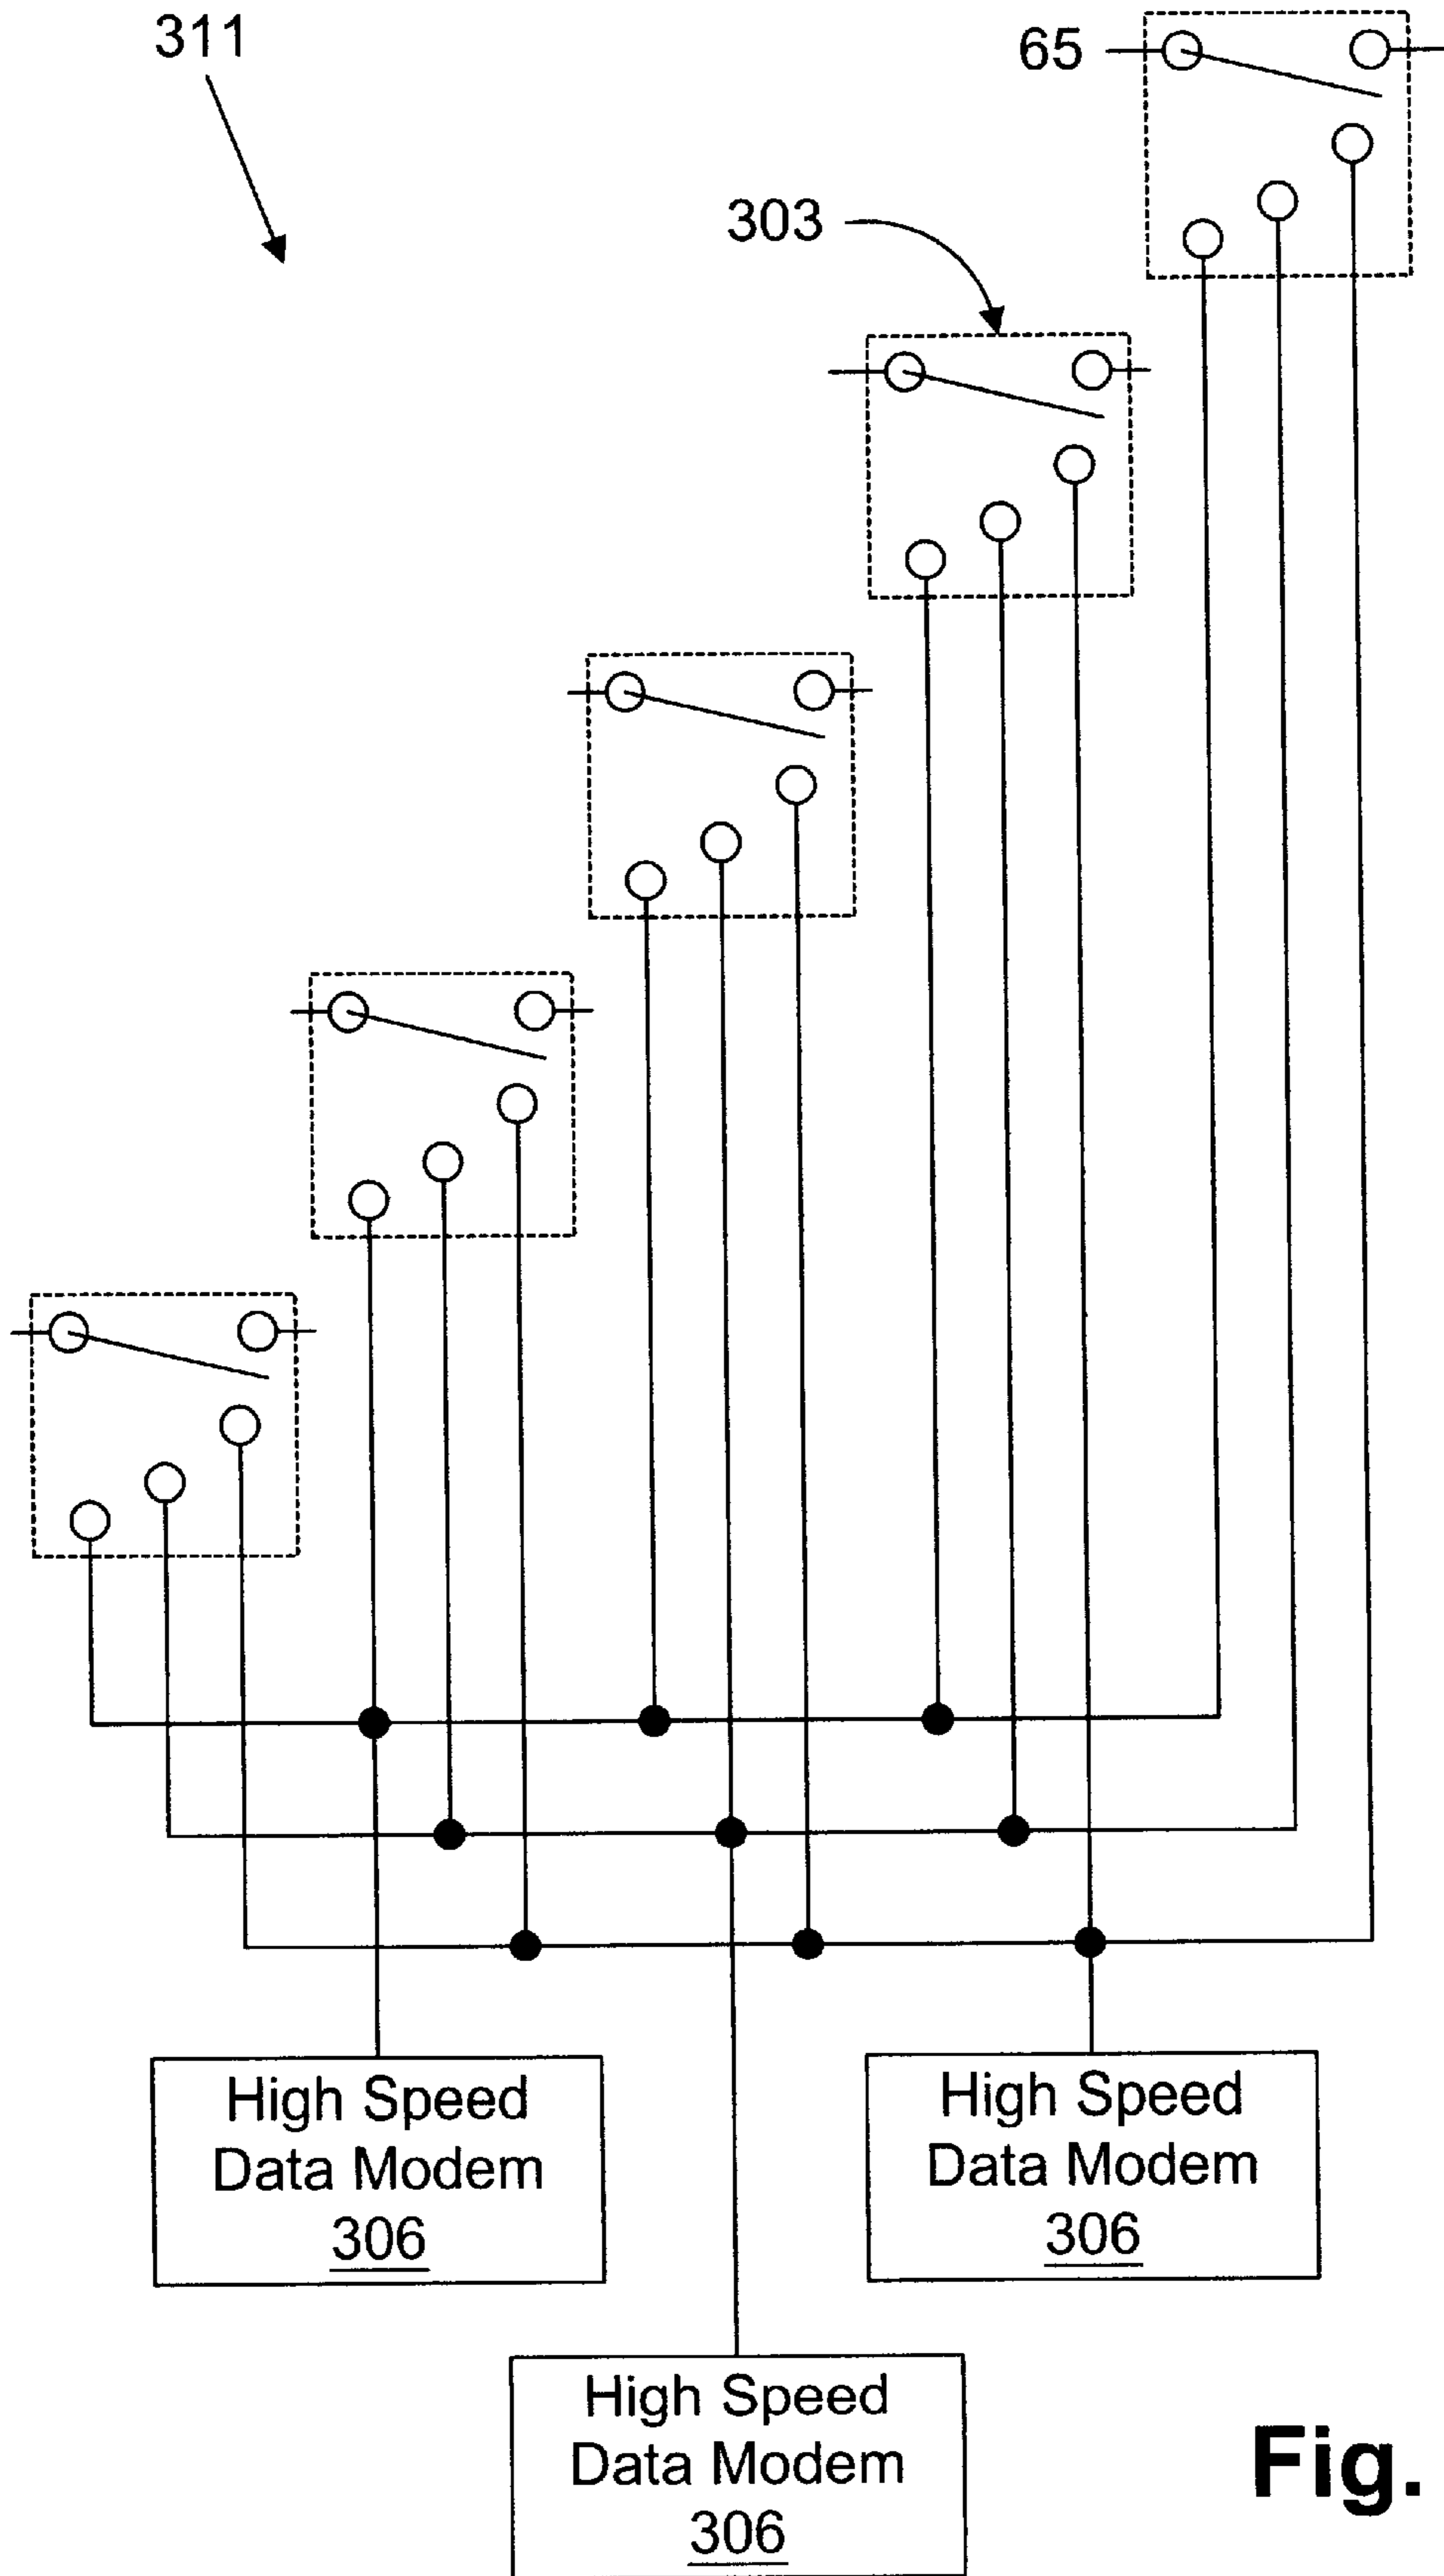 311
65
303
High Speed
Data Modem
306
High Speed
Data Modem
306
High Speed
Data Modem
306
Fig.